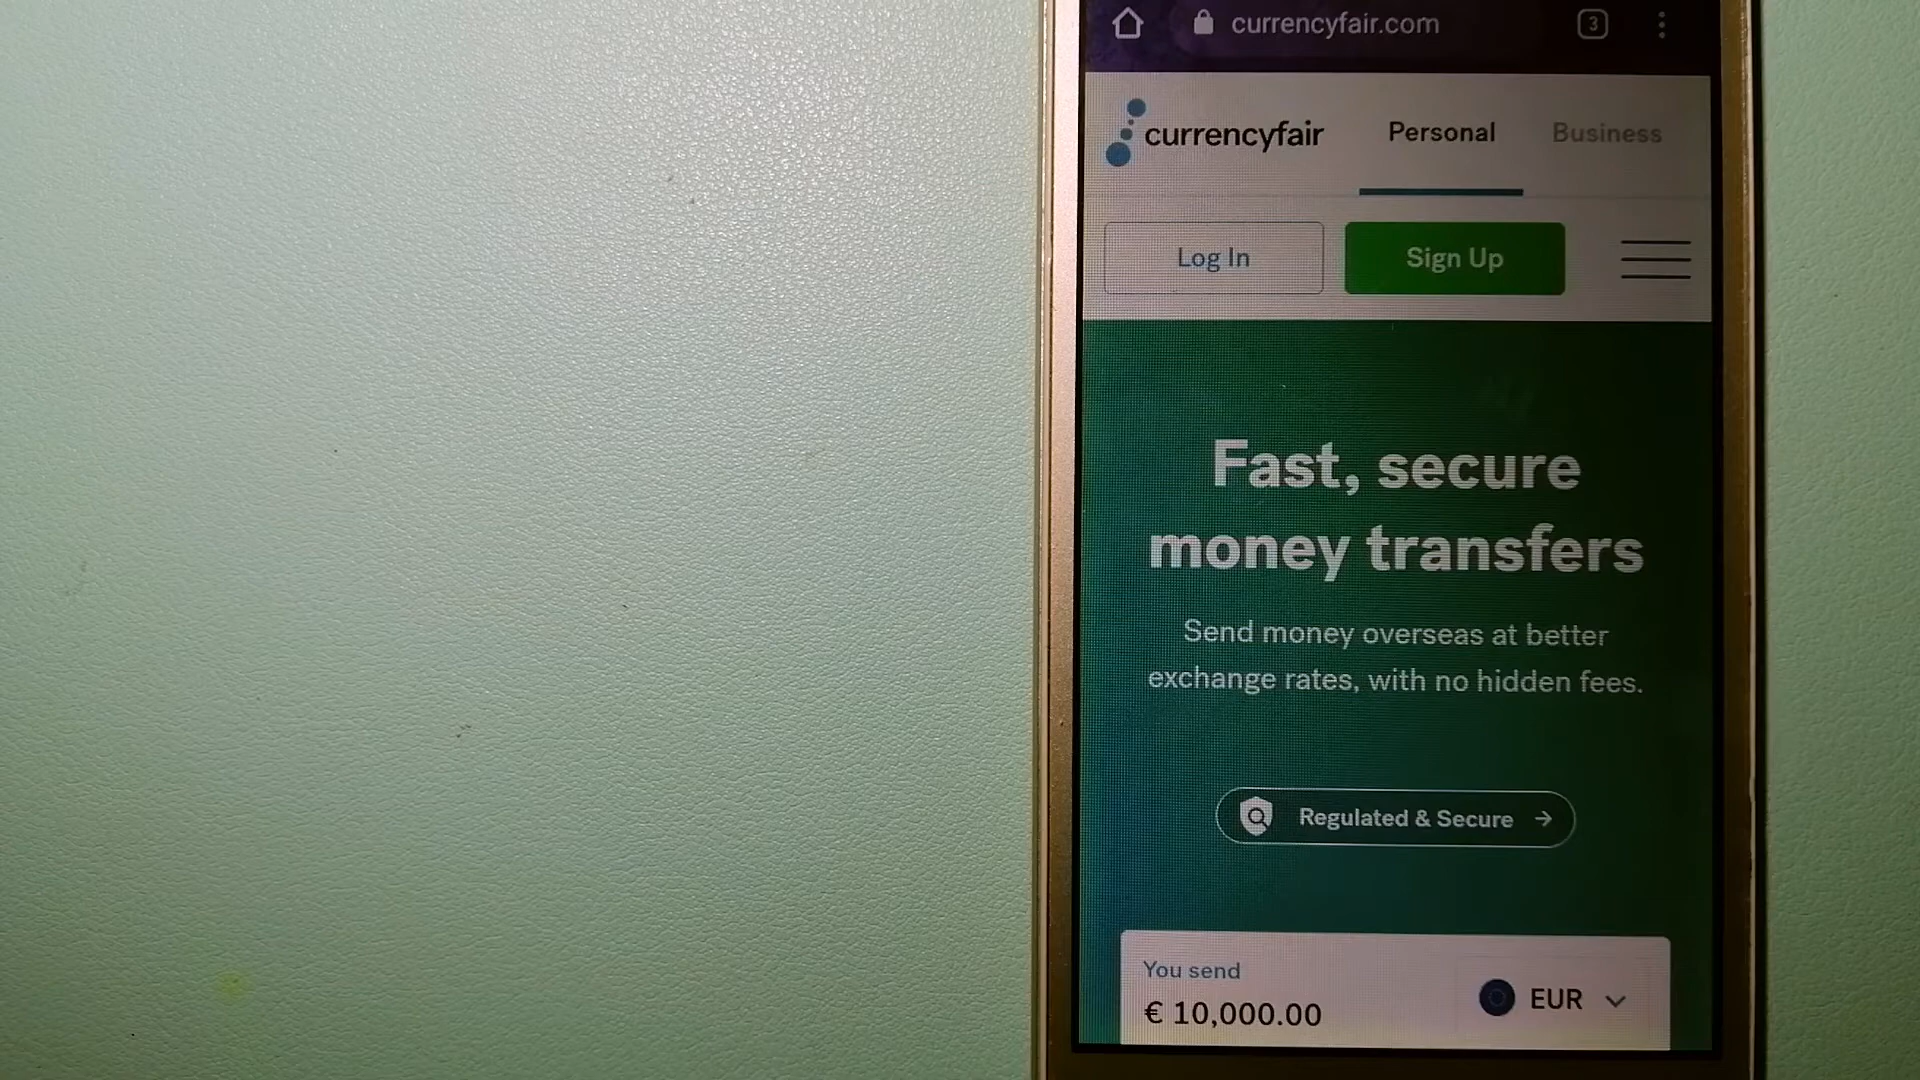 currencyfair.com 3
currencyfair Personal Business
Log In Sign Up
Fast, secure
money transfers
Send money overseas at better
exchange rates, with no hidden fees.
Regulated & Secure →
You send
€ 10,000.00 EUR